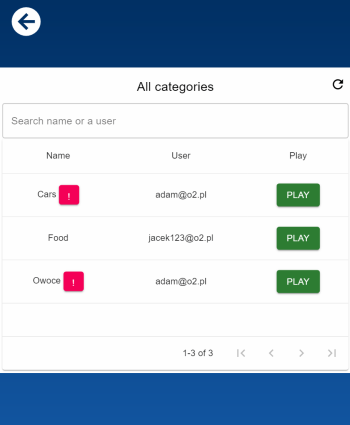 All categories
Search name or a user
Name User Play
Cars ! adam@o2.pl PLAY
Food jacek123@o2.pl PLAY
Owoce ! adam@o2.pl PLAY
1-3 of 3